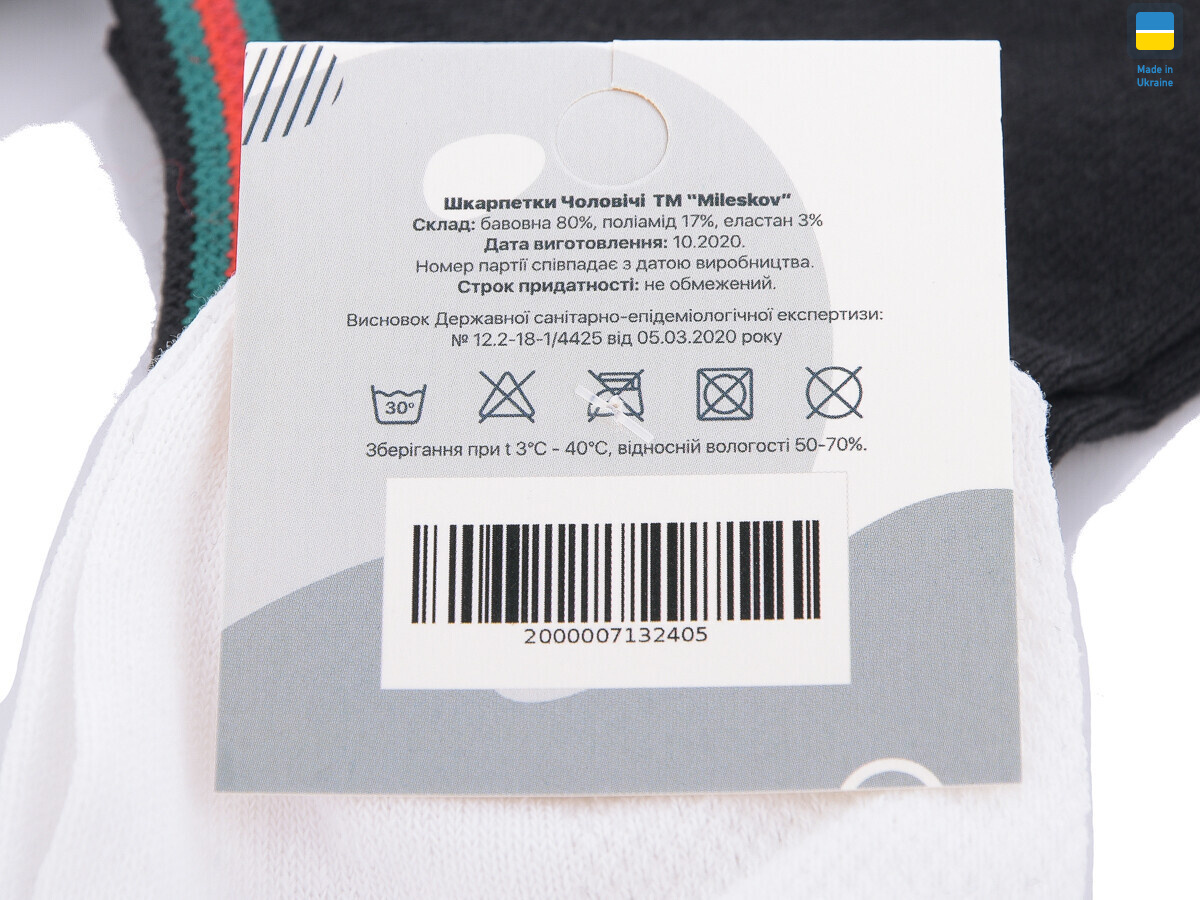 Made in
Ukraine
Шкарпетки Чоловічі ТМ "Mileskov"
Склад: бавовна 80%, поліамід 17%, еластан 3%
Дата виготовлення: 10.2020.
Номер партії співпадає з датою виробництва.
Строк придатності: не обмежений.
Висновок Державної санітарно-епідеміологічної експертизи:
№ 12.2-18-1/4425 від 05.03.2020 року
30°
Зберігання при t 3°C - 40°C, відносній вологості 50-70%.
2000007132405